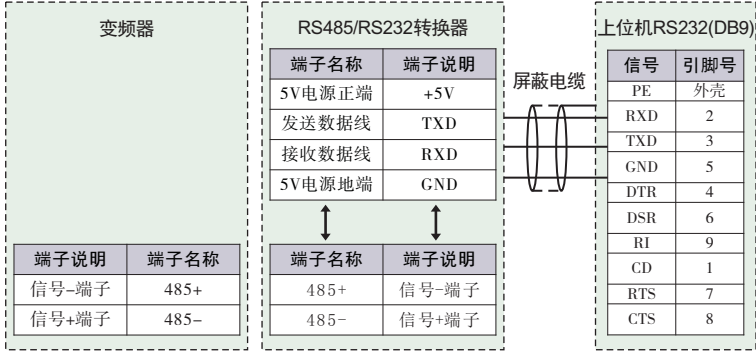 变频器
端子说明 端子名称
信号-端子 485+
信号+端子 485-
RS485/RS232转换器
端子名称 端子说明
5V电源正端 +5V
发送数据线 TXD
接收数据线 RXD
5V电源地端 GND
端子名称 端子说明
485+ 信号-端子
485- 信号+端子
屏蔽电缆
上位机RS232(DB9)
信号 引脚号
PE 外壳
RXD 2
TXD 3
GND 5
DTR 4
DSR 6
RI 9
CD 1
RTS 7
CTS 8